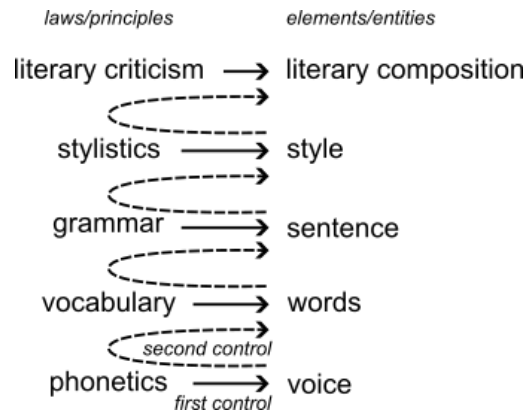 laws/principles elements/entities
literary criticism literary composition
stylistics style
grammar sentence
vocabulary words
second control
phonetics voice
first control